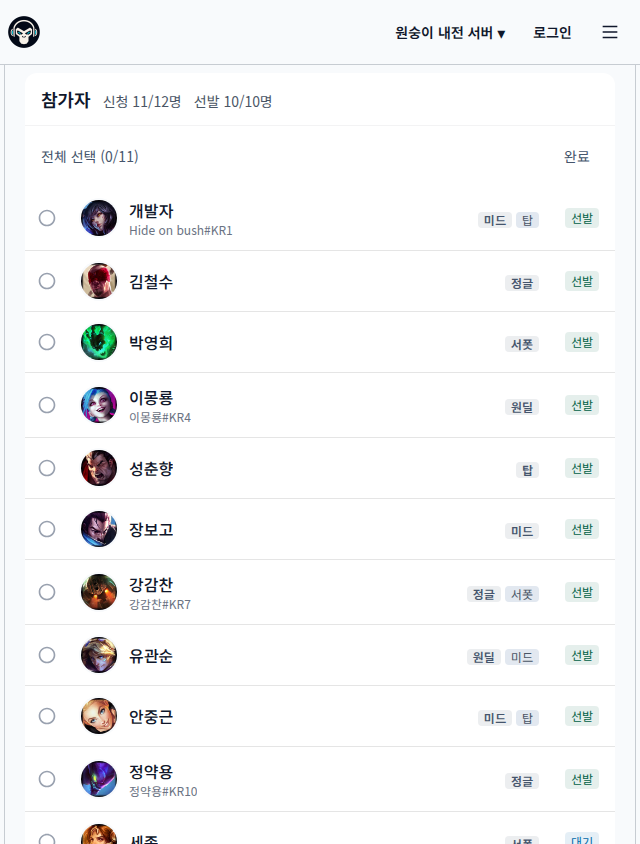 원숭이 내전 서버 ▾ 로그인
참가자 신청 11/12명 선발 10/10명
전체 선택 (0/11) 완료
개발자 미드 탑 선발
Hide on bush#KR1
김철수 정글 선발
박영희 서폿 선발
이몽룡 원딜 선발
이몽룡#KR4
성춘향 탑 선발
장보고 미드 선발
강감찬 정글 서폿 선발
강감찬#KR7
유관순 원딜 미드 선발
안중근 미드 탑 선발
정약용 정글 선발
정약용#KR10
세종 서폿 대기